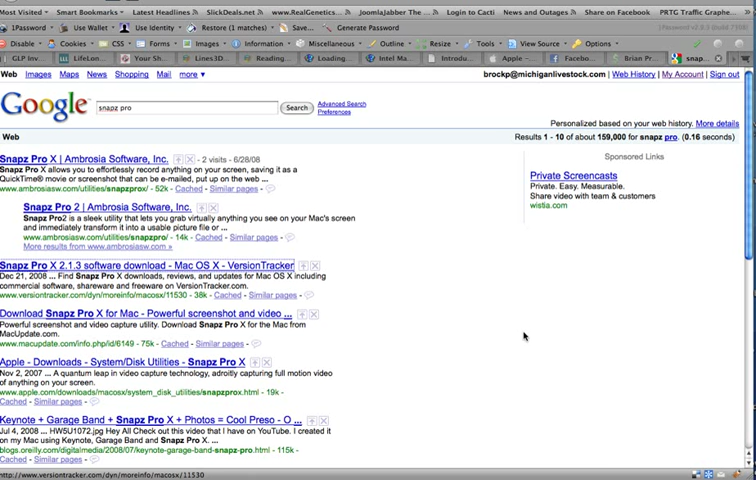 Most Visited Smart Bookmarks Latest Headlines SlickDeals.net www.RealGenetics... JoomlaJabber The Login to Cacti News and Outages Share on Facebook PRTG Traffic Graph
1Password Use Wallet Use Identity Restore (1 matches) Save... Generate Password
Disable Cookies CSS Forms Images Information Miscellaneous Outline Resize Tools View Source Options
GLP Inv LifeLon Your Sh... Lines3D... Reading... Loading... Intel Ma Introdu... Apple - Facebo... Brian P... snap...
Web Images Maps News Shopping Mail more
brockp@michiganlivestock.com | Web History | My Account | Sign out
Google snapz pro Search Advanced Search
Preferences
Personalized based on your web history. More details
Web Results 1 - 10 of about 159,000 for snapz pro. (0.16 seconds)
Snapz Pro X | Ambrosia Software, Inc. - 2 visits - 6/28/08
Snapz Pro X allows you to effortlessly record anything on your screen, saving it as a
QuickTime® movie or screenshot that can be e-mailed, put up on the web ...
www.ambrosiasw.com/utilities/snapzprox/ - 52k - Cached - Similar pages -
Snapz Pro 2 | Ambrosia Software, Inc.
Snapz Pro2 is a sleek utility that lets you grab virtually anything you see on your Mac's screen
and immediately transform it into a usable picture file or ...
www.ambrosiasw.com/utilities/snapzpro/ - 14k - Cached - Similar pages -
More results from www.ambrosiasw.com »
Snapz Pro X 2.1.3 software download - Mac OS X - VersionTracker
Dec 21, 2008 ... Find Snapz Pro X downloads, reviews, and updates for Mac OS X including
commercial software, shareware and freeware on VersionTracker.
www.versiontracker.com/dyn/moreinfo/macosx/11530 - 38k - Cached - Similar pages -
Download Snapz Pro X for Mac - Powerful screenshot and video ...
Powerful screenshot and video capture utility. Download Snapz Pro X for the Mac from
MacUpdate.com.
www.macupdate.com/info.php/id/6149 - 75k - Cached - Similar pages -
Apple - Downloads - System/Disk Utilities - Snapz Pro X
Nov 2, 2007 ... A quantum leap in video capture technology, adroitly capturing full motion video
of anything on your screen.
www.apple.com/downloads/macosx/system_disk_utilities/snapzprox.html - 19k -
Cached - Similar pages -
Keynote + Garage Band + Snapz Pro X + Photos = Cool Preso - O ...
Jul 4, 2008 ... HW5U1072.jpg Hey All Check out this video that I have on YouTube. I created it
on my Mac using Keynote, Garage Band and Snapz Pro X. ...
blogs.oreilly.com/digitalmedia/2008/07/keynote-garage-band-snapz-pro.html - 115k -
Cached - Similar pages -
Sponsored Links
Private Screencasts
Private. Easy. Measurable.
Share video with team & customers
wistia.com
http://www.versiontracker.com/dyn/moreinfo/macosx/11530